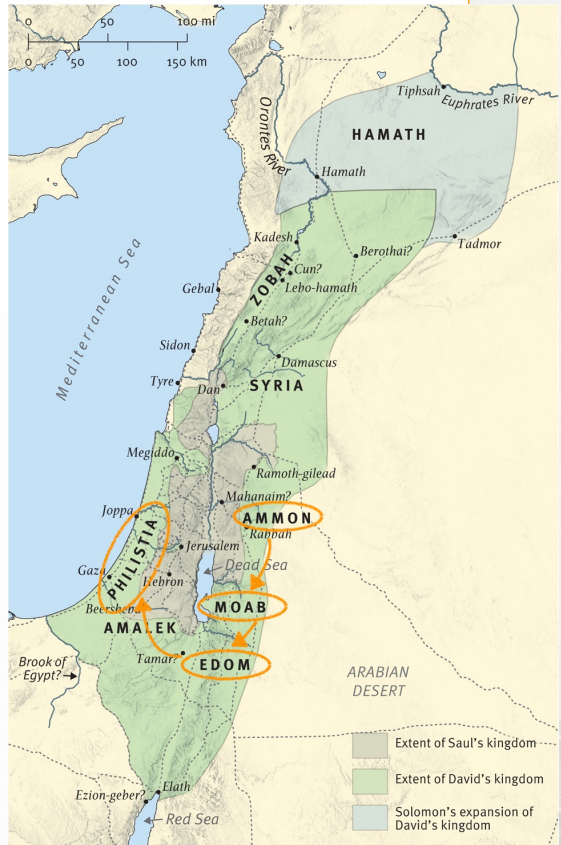 0 50 100 mi
0 50 100 150 km
Tiphsah
Euphrates River
HAMATH
Orontes River
Hamath
Kadesh
Berothai?
Tadmor
Cun?
ZOBAH
Lebo-hamath
Gebal
Betah?
Mediterranean Sea
Sidon
Damascus
Tyre
Dan
SYRIA
Megiddo
Ramoth-gilead
Mahanaim?
Joppa
AMMON
Rabbah
PHILISTIA
Jerusalem
Dead Sea
Gaza
Hebron
Beersheba
MOAB
AMALEK
Tamar?
EDOM
Brook of
Egypt?
ARABIAN
DESERT
Extent of Saul's kingdom
Extent of David's kingdom
Solomon's expansion of
David's kingdom
Elath
Ezion-geber?
Red Sea